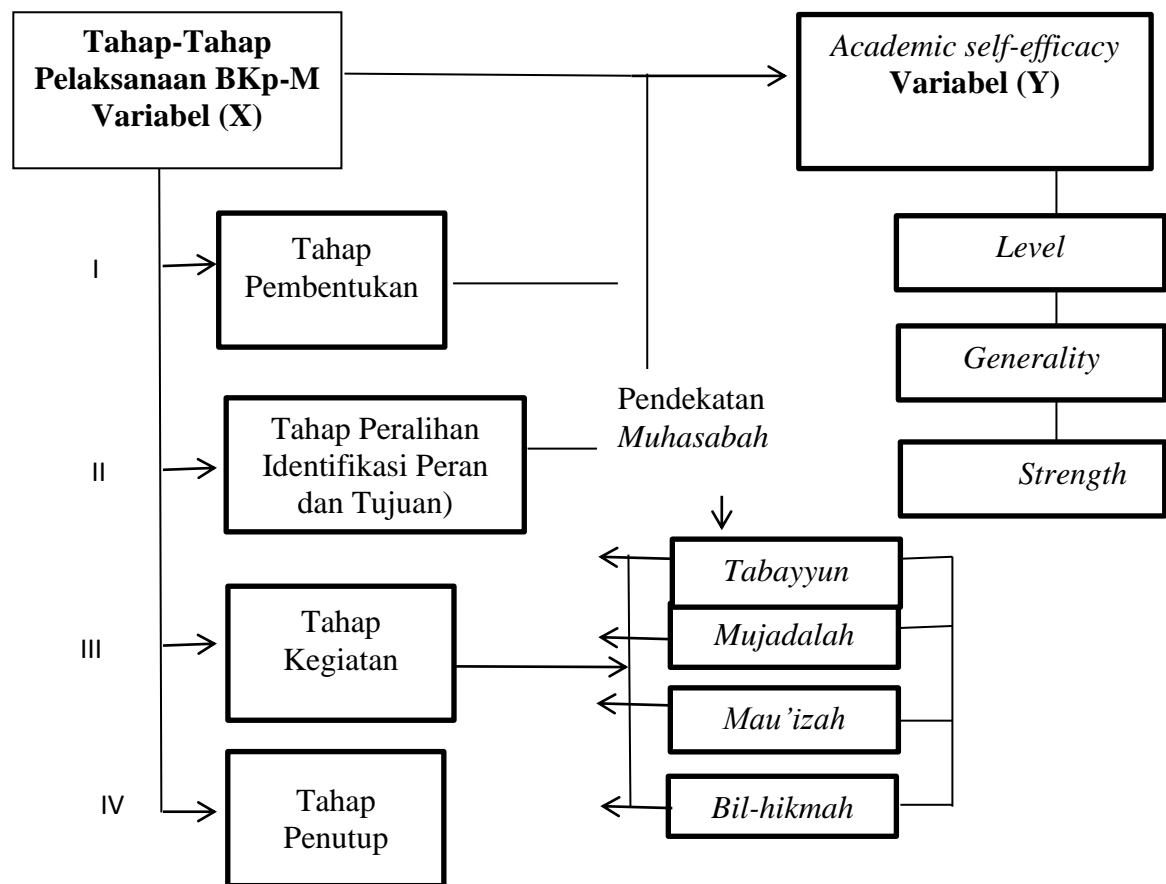 Tahap-Tahap
Pelaksanaan BKp-M
Variabel (X)
Academic self-efficacy
Variabel (Y)
I
Tahap
Pembentukan
Level
Generality
Strength
II
Tahap Peralihan
Identifikasi Peran
dan Tujuan)
Pendekatan
Muhasabah
III
Tahap
Kegiatan
Tabayyun
Mujadalah
Mau’izah
Bil-hikmah
IV
Tahap
Penutup